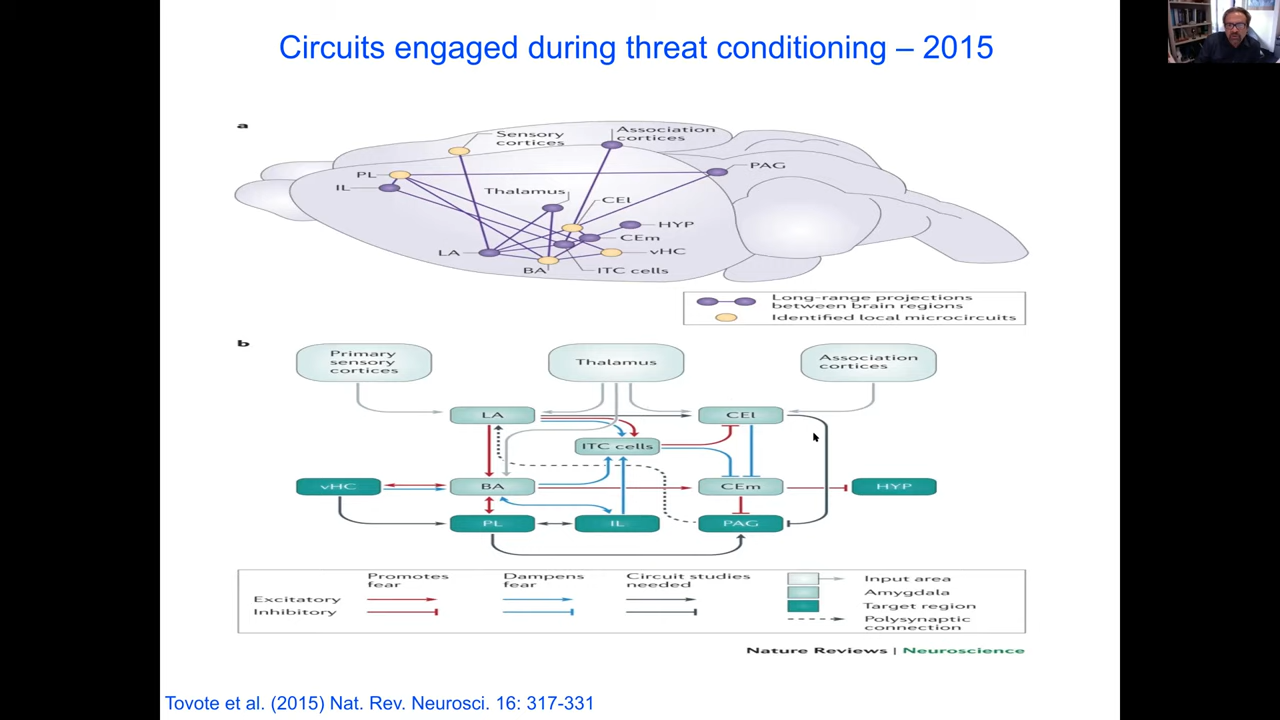 Circuits engaged during threat conditioning – 2015
a
Sensory
cortices
Association
cortices
PL
IL
PAG
Thalamus
CEl
HYP
CEm
LA
vHC
BA
ITC cells
Long-range projections
between brain regions
Identified local microcircuits
b
Primary
sensory
cortices
Thalamus
Association
cortices
LA
CEl
ITC cells
vHC
BA
CEm
HYP
PL
IL
PAG
Promotes
fear
Dampens
fear
Circuit studies
needed
Excitatory
Inhibitory
Input area
Amygdala
Target region
Polysynaptic
connection
Nature Reviews | Neuroscience
Tovote et al. (2015) Nat. Rev. Neurosci. 16: 317-331